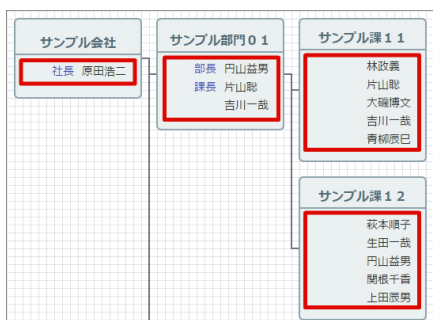 サンプル会社
社長 原田浩二
サンプル部門０１
部長 円山益男
課長 片山聡
吉川一哉
サンプル課１１
林政義
片山聡
大磯博文
吉川一哉
青柳辰巳
サンプル課１２
萩本順子
生田一哉
円山益男
関根千香
上田辰男